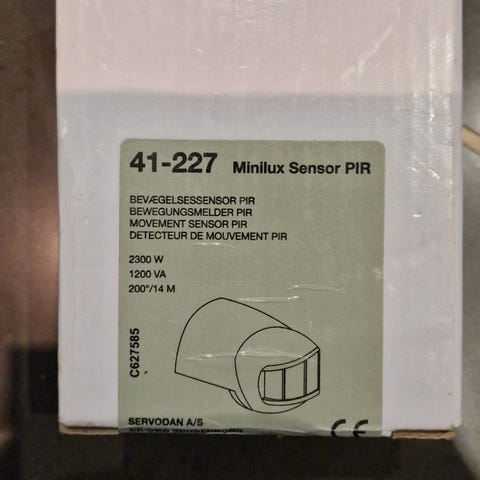 41-227 Minilux Sensor PIR
BEVÆGELSESSENSOR PIR
BEWEGUNGSMELDER PIR
MOVEMENT SENSOR PIR
DETECTEUR DE MOUVEMENT PIR
2300 W
1200 VA
200°/14 M
C627585
SERVODAN A/S
CE